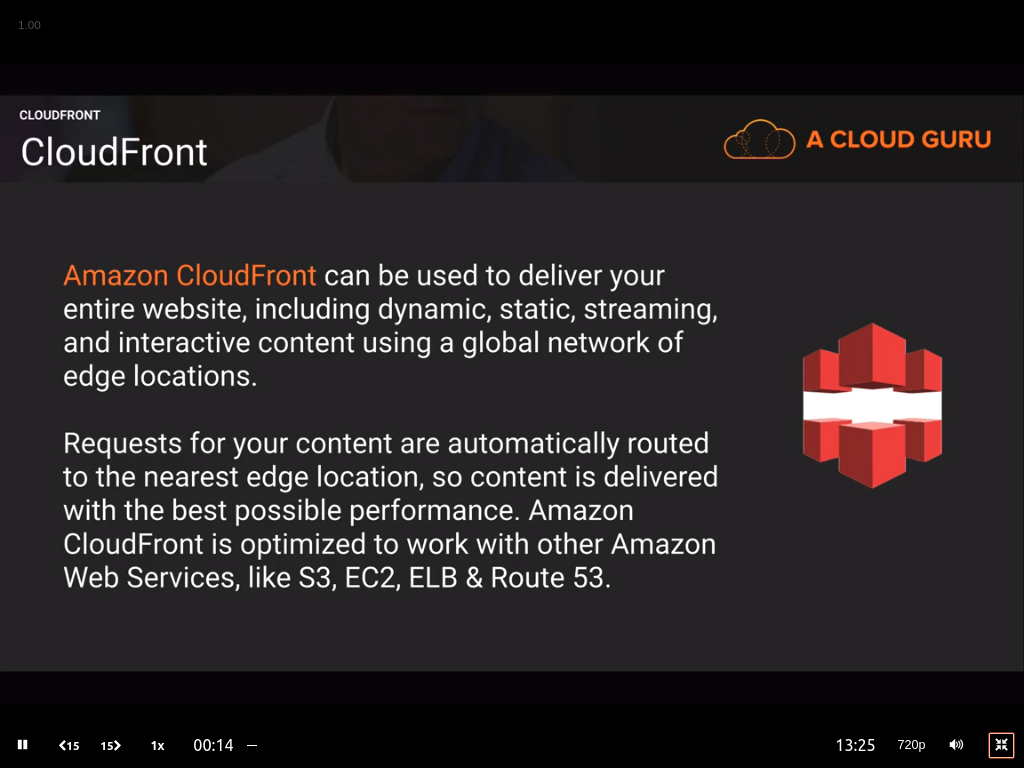 1.00
CLOUDFRONT
CloudFront
A CLOUD GURU
Amazon CloudFront can be used to deliver your
entire website, including dynamic, static, streaming,
and interactive content using a global network of
edge locations.
Requests for your content are automatically routed
to the nearest edge location, so content is delivered
with the best possible performance. Amazon
CloudFront is optimized to work with other Amazon
Web Services, like S3, EC2, ELB & Route 53.
15 15 1x 00:14 13:25 720p